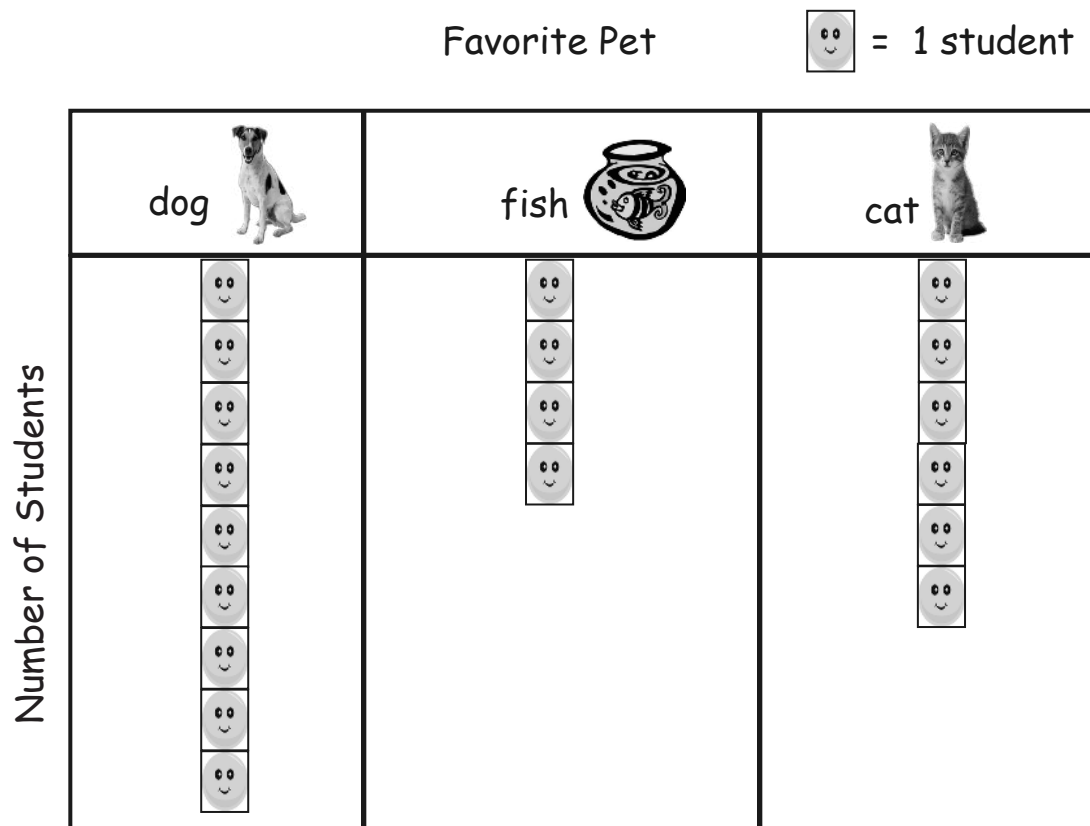 Favorite Pet
= 1 student
dog
fish
cat
Number of Students